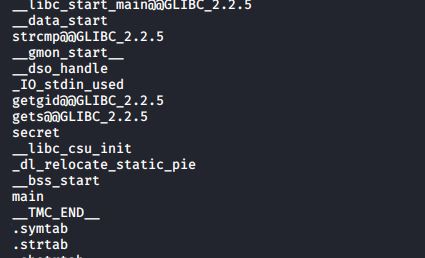 __libc_start_main@@GLIBC_2.2.5
__data_start
strcmp@@GLIBC_2.2.5
__gmon_start__
__dso_handle
_IO_stdin_used
getgid@@GLIBC_2.2.5
gets@@GLIBC_2.2.5
secret
__libc_csu_init
_dl_relocate_static_pie
__bss_start
main
__TMC_END__
.symtab
.strtab
.shstrtab